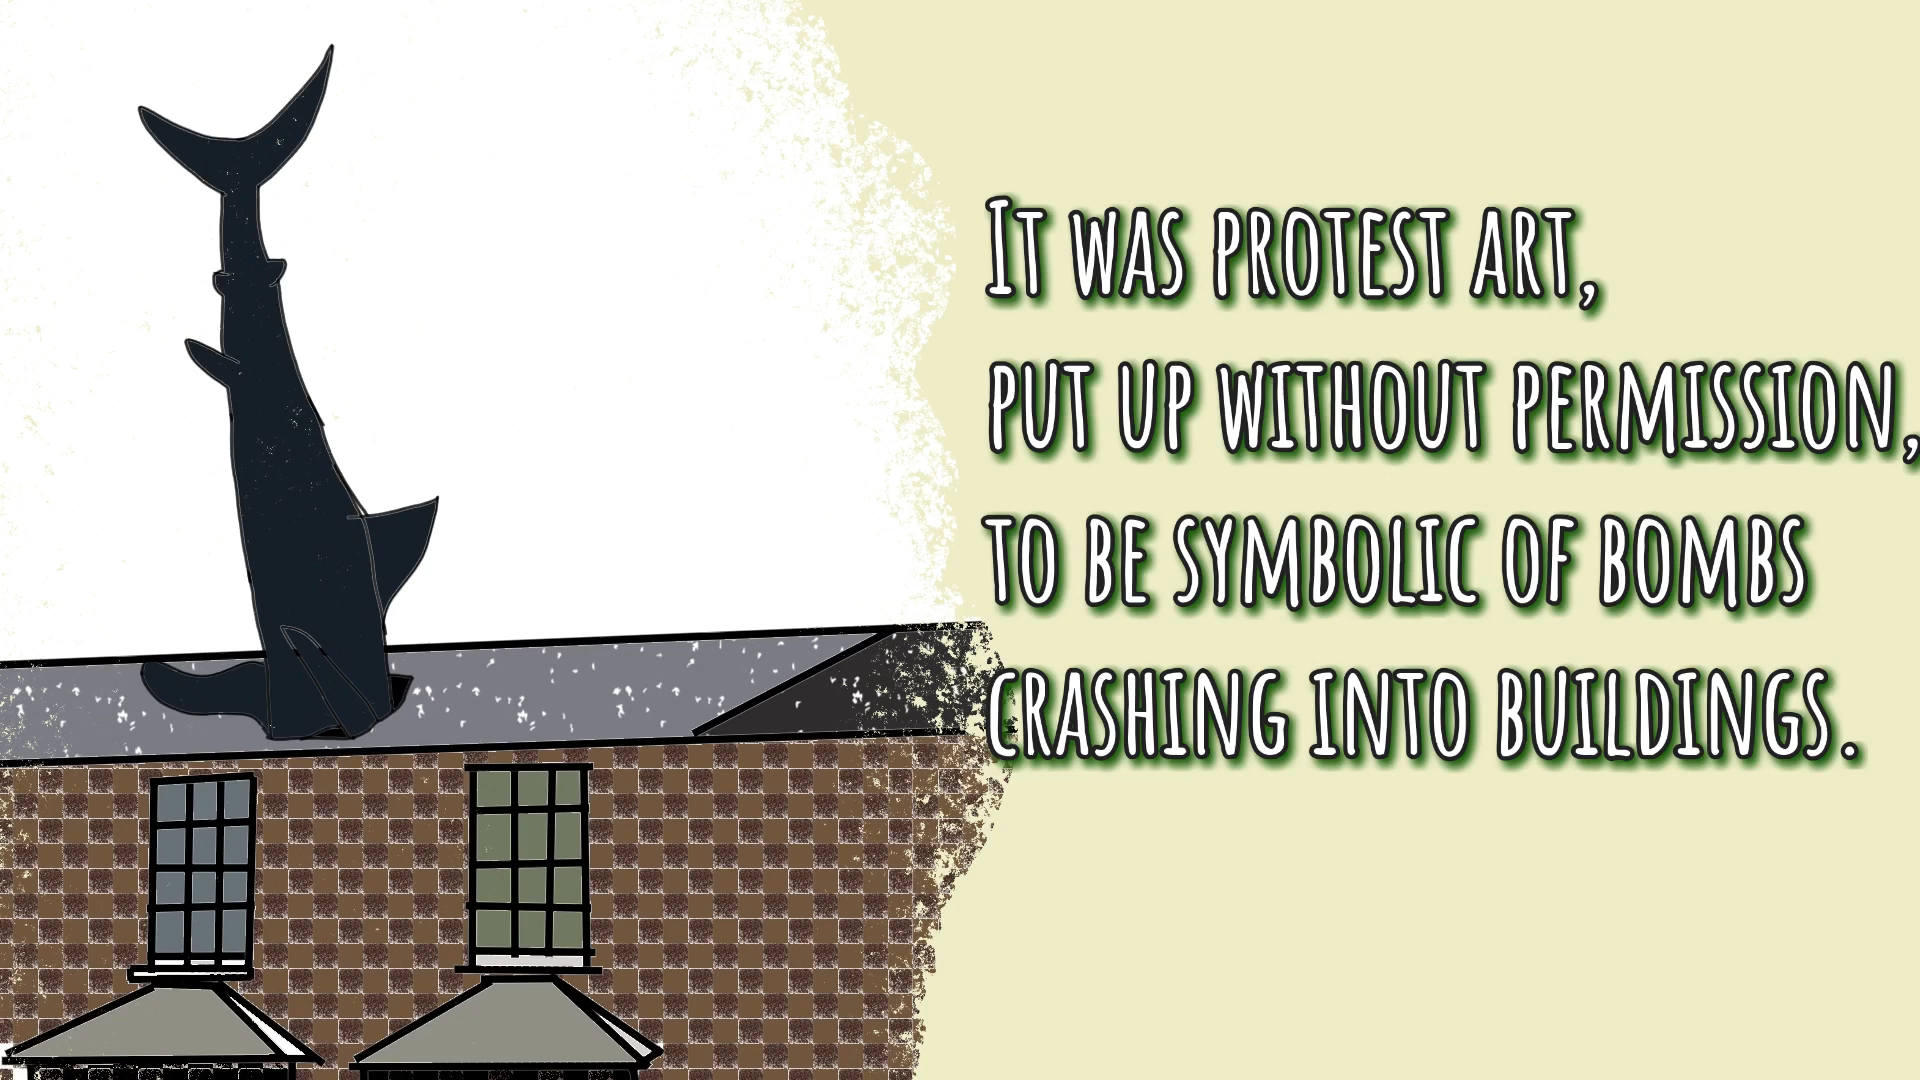 It was protest art,
put up without permission,
to be symbolic of bombs
crashing into buildings.